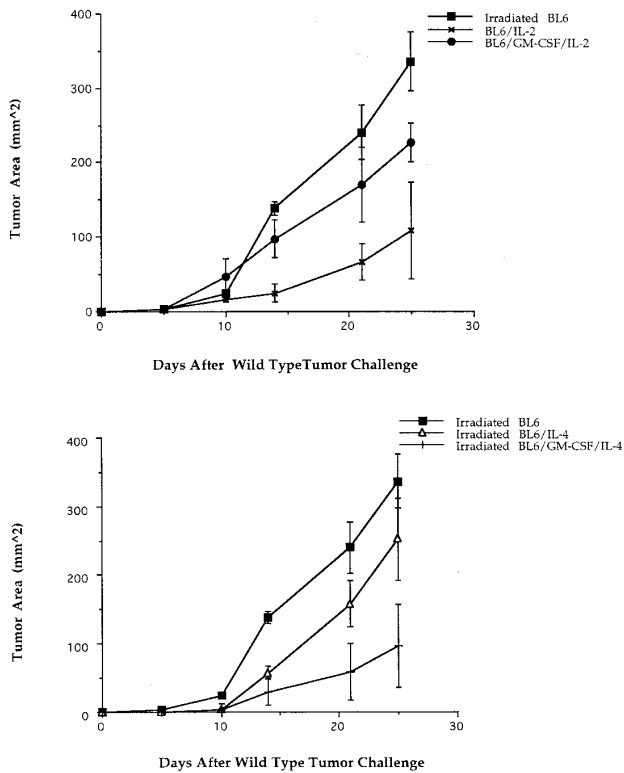 400
300
200
100
0
Tumor Area (mm^2)
0
10
20
30
Days After Wild TypeTumor Challenge
Irradiated BL6
BL6/IL-2
BL6/GM-CSF/IL-2
400
300
200
100
0
Tumor Area (mm^2)
0
10
20
30
Days After Wild Type Tumor Challenge
Irradiated BL6
Irradiated BL6/IL-4
Irradiated BL6/GM-CSF/IL-4